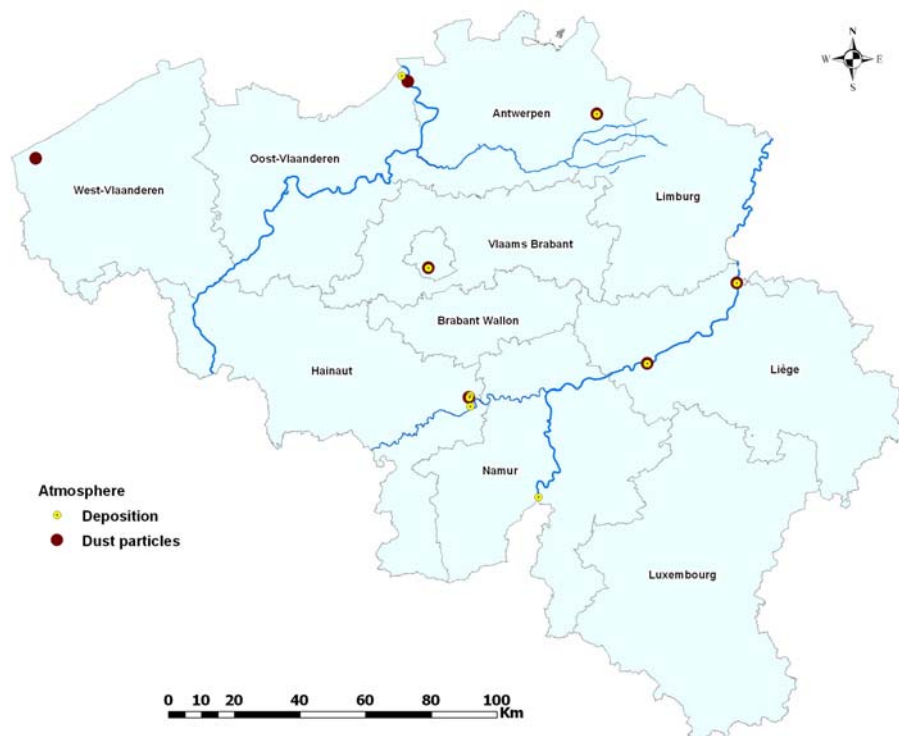 N
W E
S
Antwerpen
Oost-Vlaanderen
West-Vlaanderen
Limburg
Vlaams Brabant
Brabant Wallon
Hainaut
Liège
Namur
Luxembourg
Atmosphere
Deposition
Dust particles
0 10 20 40 60 80 100
Km